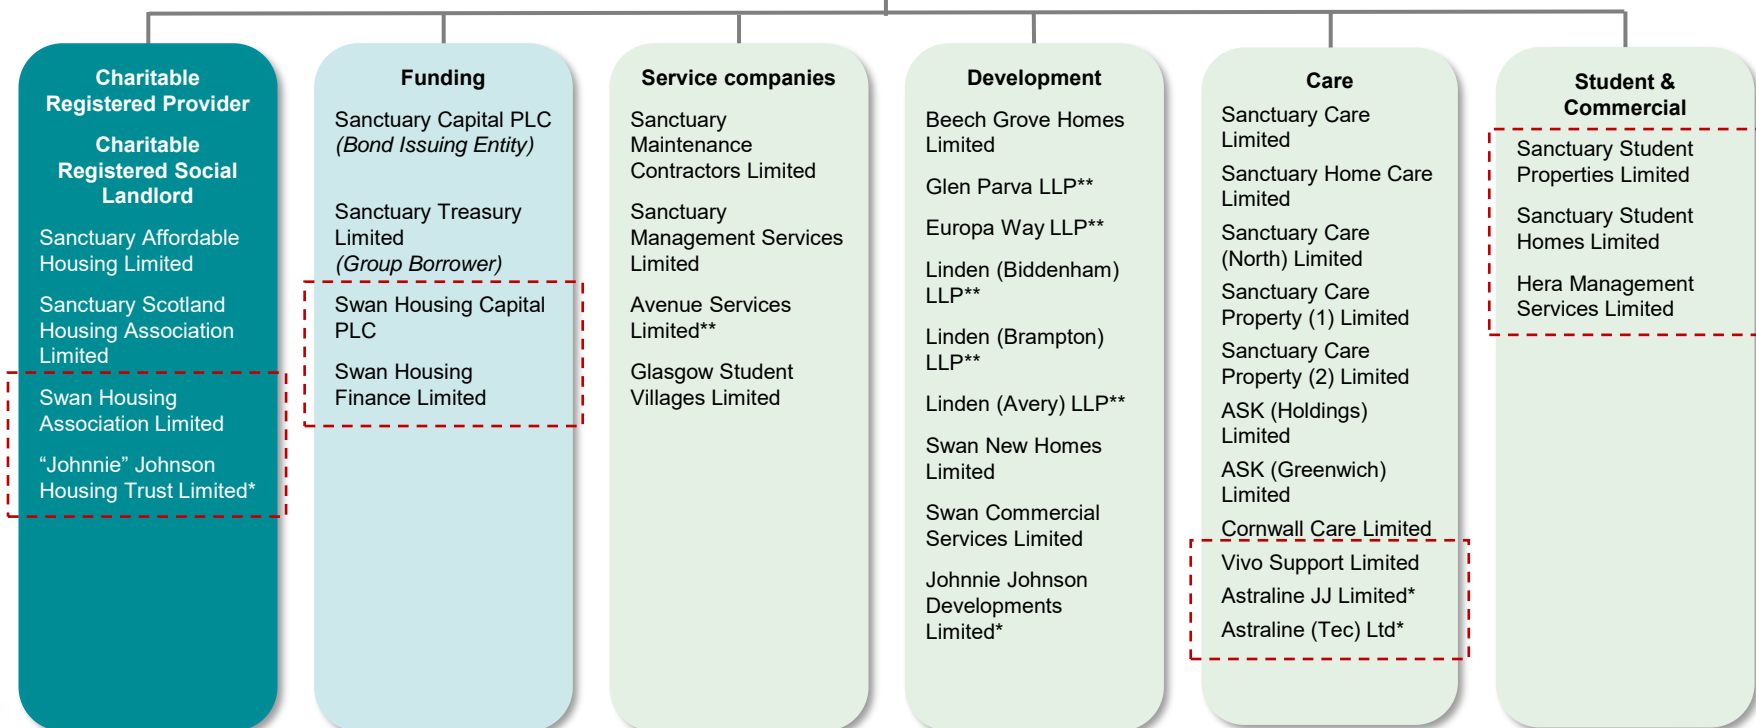 Charitable
Registered Provider
Charitable
Registered Social
Landlord
Sanctuary Affordable
Housing Limited
Sanctuary Scotland
Housing Association
Limited
Swan Housing
Association Limited
“Johnnie” Johnson
Housing Trust Limited*
Funding
Sanctuary Capital PLC
(Bond Issuing Entity)
Sanctuary Treasury
Limited
(Group Borrower)
Swan Housing Capital
PLC
Swan Housing
Finance Limited
Service companies
Sanctuary
Maintenance
Contractors Limited
Sanctuary
Management Services
Limited
Avenue Services
Limited**
Glasgow Student
Villages Limited
Development
Beech Grove Homes
Limited
Glen Parva LLP**
Europa Way LLP**
Linden (Biddenham)
LLP**
Linden (Brampton)
LLP**
Linden (Avery) LLP**
Swan New Homes
Limited
Swan Commercial
Services Limited
Johnnie Johnson
Developments
Limited*
Care
Sanctuary Care
Limited
Sanctuary Home Care
Limited
Sanctuary Care
(North) Limited
Sanctuary Care
Property (1) Limited
Sanctuary Care
Property (2) Limited
ASK (Holdings)
Limited
ASK (Greenwich)
Limited
Cornwall Care Limited
Vivo Support Limited
Astraline JJ Limited*
Astraline (Tec) Ltd*
Student &
Commercial
Sanctuary Student
Properties Limited
Sanctuary Student
Homes Limited
Hera Management
Services Limited